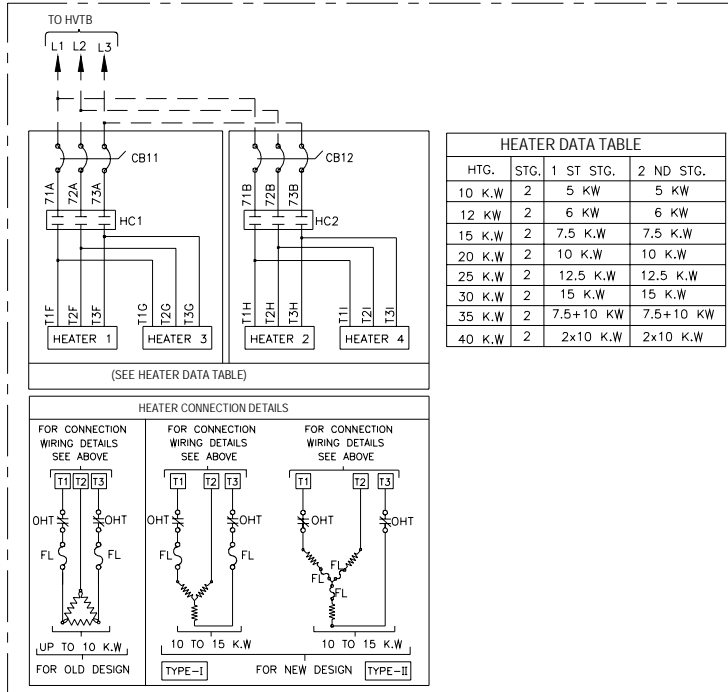 TO HVTB
L1 L2 L3
CB11
CB12
71A 72A 73A
71B 72B 73B
HC1
HC2
T1F T2F T3F T1G T2G T3G
T1H T2H T3H T1I T2I T3I
HEATER 1 HEATER 3 HEATER 2 HEATER 4
(SEE HEATER DATA TABLE)
HEATER DATA TABLE
HTG. STG. 1 ST STG. 2 ND STG.
10 K.W 2 5 KW 5 KW
12 KW 2 6 KW 6 KW
15 K.W 2 7.5 K.W 7.5 K.W
20 K.W 2 10 K.W 10 K.W
25 K.W 2 12.5 K.W 12.5 K.W
30 K.W 2 15 K.W 15 K.W
35 K.W 2 7.5+10 KW 7.5+10 KW
40 K.W 2 2x10 K.W 2x10 K.W
HEATER CONNECTION DETAILS
FOR CONNECTION
WIRING DETAILS
SEE ABOVE
T1 T2 T3
OHT OHT
FL FL
UP TO 10 K.W
FOR OLD DESIGN
FOR CONNECTION
WIRING DETAILS
SEE ABOVE
T1 T2 T3
OHT OHT
FL FL
10 TO 15 K.W
TYPE-I
FOR CONNECTION
WIRING DETAILS
SEE ABOVE
T1 T2 T3
OHT OHT
FL FL
FL
10 TO 15 K.W
FOR NEW DESIGN
TYPE-II